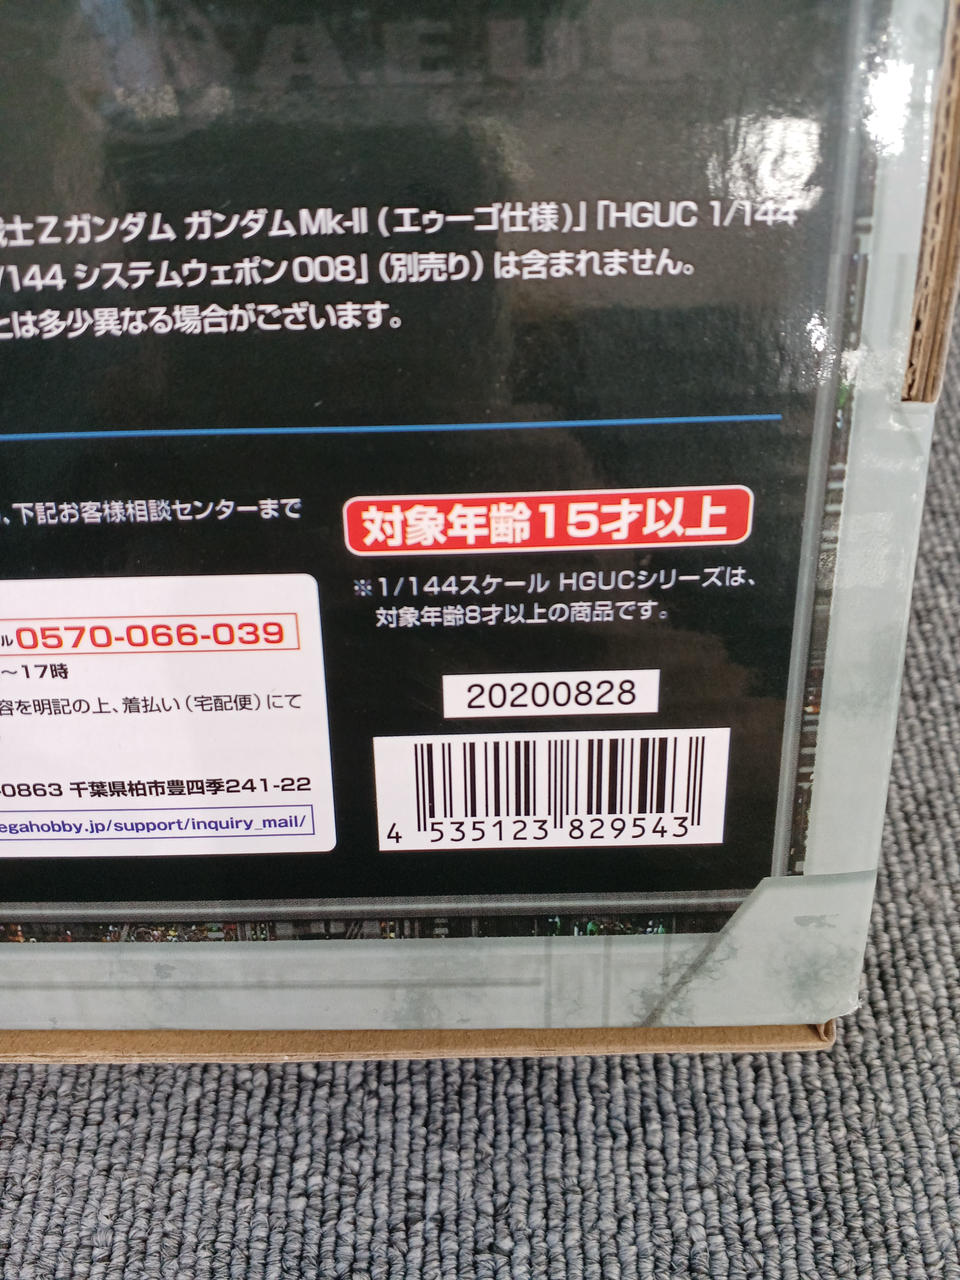 A.E.U.G
士Zガンダム ガンダムMk-II (エゥーゴ仕様)」「HGUC 1/144
/144 システムウェポン008」(別売り) は含まれません。
とは多少異なる場合がございます。
、下記お客様相談センターまで
対象年齢15才以上
※1/144スケール HGUCシリーズは、
対象年齢8才以上の商品です。
ル0570-066-039
～17時
容を明記の上、着払い(宅配便)にて
20200828
-0863 千葉県柏市豊四季241-22
egahobby.jp/support/inquiry_mail/
4 535123 829543